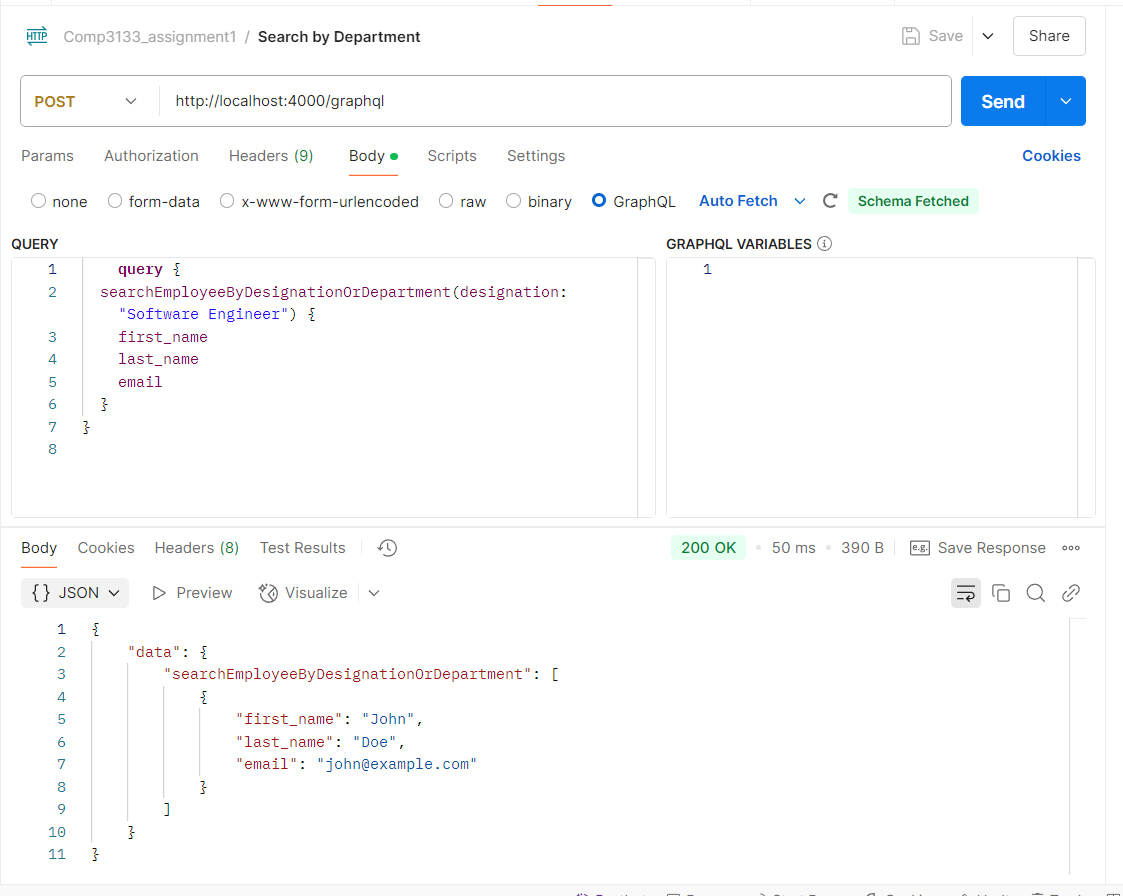 HTTP Comp3133_assignment1 / Search by Department Save Share
POST http://localhost:4000/graphql Send
Params Authorization Headers (9) Body Scripts Settings Cookies
none form-data x-www-form-urlencoded raw binary GraphQL Auto Fetch Schema Fetched
QUERY GRAPHQL VARIABLES
1 query { 1
2 searchEmployeeByDesignationOrDepartment(designation:
"Software Engineer") {
3 first_name
4 last_name
5 email
6 }
7 }
8
Body Cookies Headers (8) Test Results 200 OK 50 ms 390 B e.g. Save Response
{} JSON Preview Visualize
1 {
2 "data": {
3 "searchEmployeeByDesignationOrDepartment": [
4 {
5 "first_name": "John",
6 "last_name": "Doe",
7 "email": "john@example.com"
8 }
9 ]
10 }
11 }